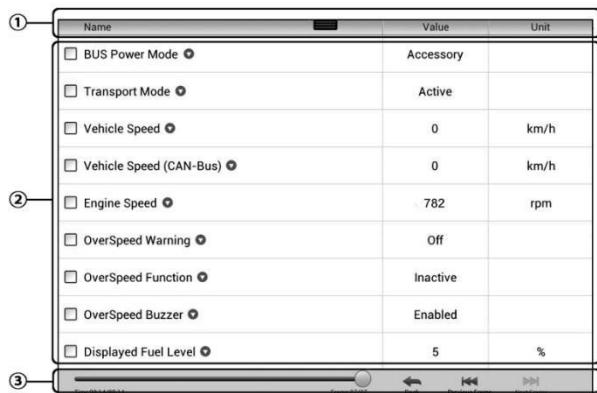 ①
Name Value Unit
②
BUS Power Mode Accessory
Transport Mode Active
Vehicle Speed 0 km/h
Vehicle Speed (CAN-Bus) 0 km/h
Engine Speed 782 rpm
OverSpeed Warning Off
OverSpeed Function Inactive
OverSpeed Buzzer Enabled
Displayed Fuel Level 5 %
③